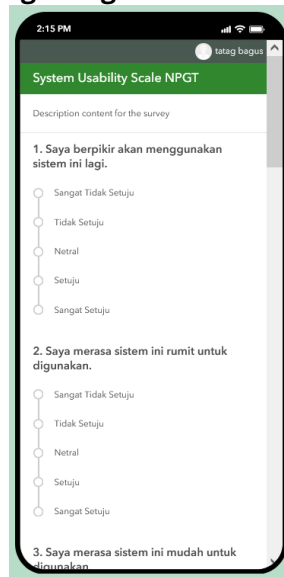 2:15 PM
tatag bagus
System Usability Scale NPGT
Description content for the survey
1. Saya berpikir akan menggunakan
sistem ini lagi.
Sangat Tidak Setuju
Tidak Setuju
Netral
Setuju
Sangat Setuju
2. Saya merasa sistem ini rumit untuk
digunakan.
Sangat Tidak Setuju
Tidak Setuju
Netral
Setuju
Sangat Setuju
3. Saya merasa sistem ini mudah untuk
digunakan